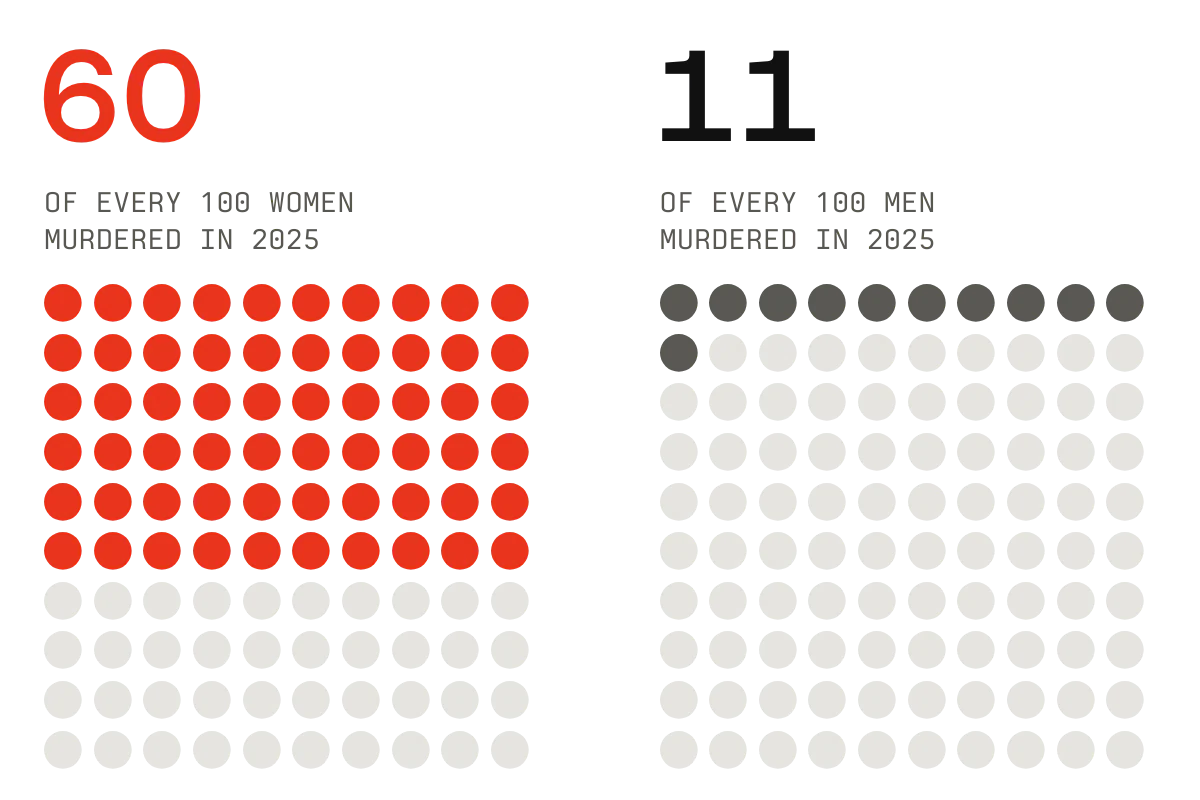 60
OF EVERY 100 WOMEN
MURDERED IN 2025
11
OF EVERY 100 MEN
MURDERED IN 2025